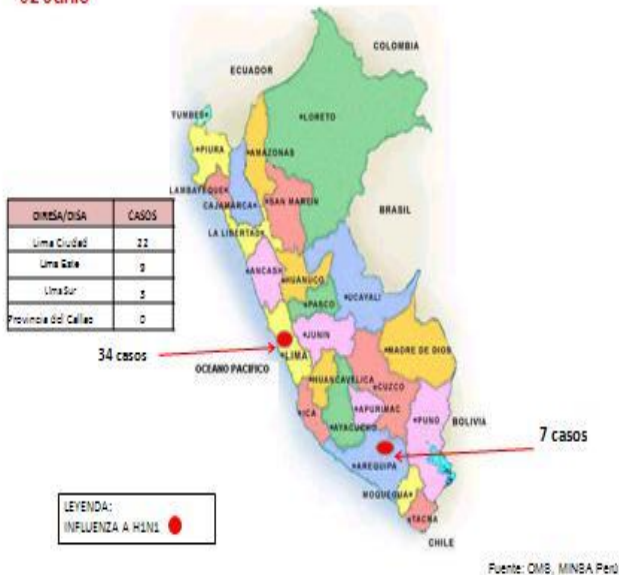 02 Junio
COLOMBIA
ECUADOR
TUMBES
LORETO
PIURA
AMAZONAS
LAMBAYEQUE
CAJAMARCA
SAN MARTIN
BRASIL
LA LIBERTAD
ANCASH
HUANUCO
UCAYALI
PASCO
JUNIN
LIMA
MADRE DE DIOS
OCEANO PACIFICO
HUANCAVELICA
CUZCO
ICA
APURIMAC
AYACUCHO
PUNO
BOLIVIA
AREQUIPA
MOQUEGUA
TACNA
CHILE
DIRESA/DISA CASOS
Lima Ciudad 22
Lima Este 9
Lima Sur 3
Provincia del Callao 0
34 casos
7 casos
LEYENDA:
INFLUENZA A H1N1
Fuente: OMS, MINSA Perú